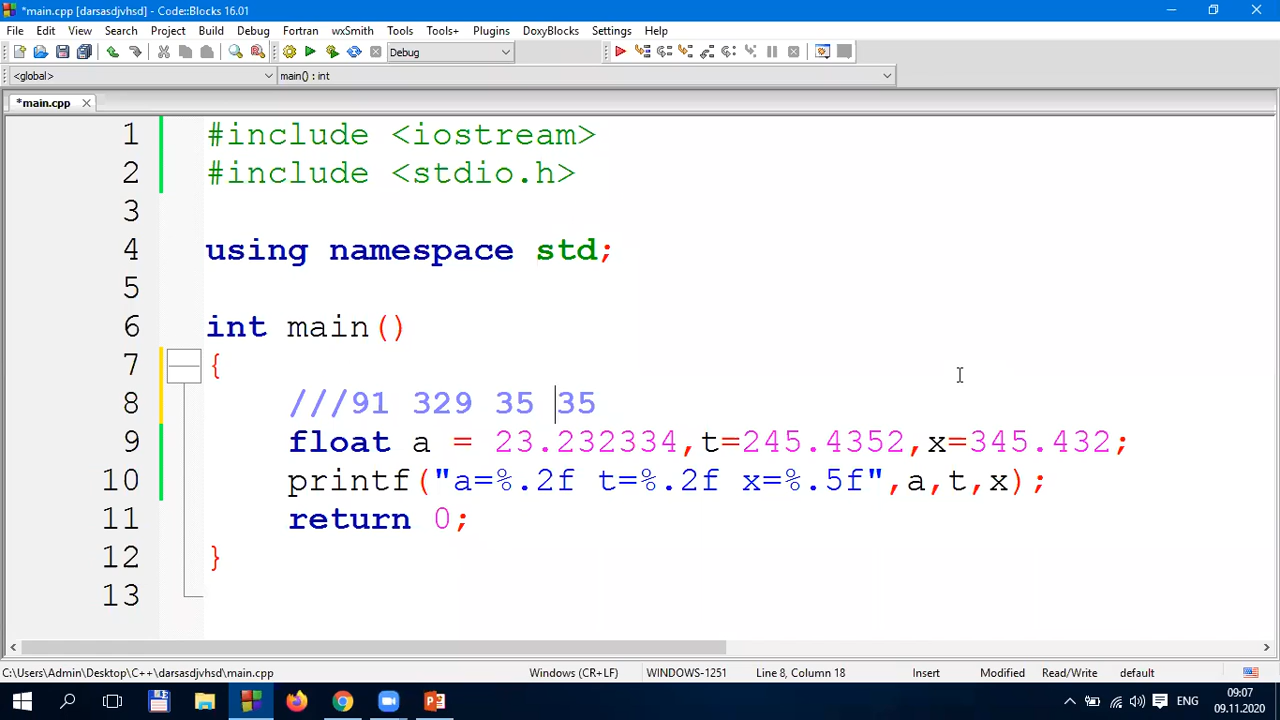 *main.cpp [darsasdjvhsd] - Code::Blocks 16.01
File Edit View Search Project Build Debug Fortran wxSmith Tools Tools+ Plugins DoxyBlocks Settings Help
Debug
<global> main() : int
*main.cpp
1 #include <iostream>
2 #include <stdio.h>
3
4 using namespace std;
5
6 int main()
7 {
8 ///91 329 35 35
9 float a = 23.232334,t=245.4352,x=345.432;
10 printf("a=%.2f t=%.2f x=%.5f",a,t,x);
11 return 0;
12 }
13
C:\Users\Admin\Desktop\C++\darsasdjvhsd\main.cpp Windows (CR+LF) WINDOWS-1251 Line 8, Column 18 Insert Modified Read/Write default
ENG 09:07
09.11.2020